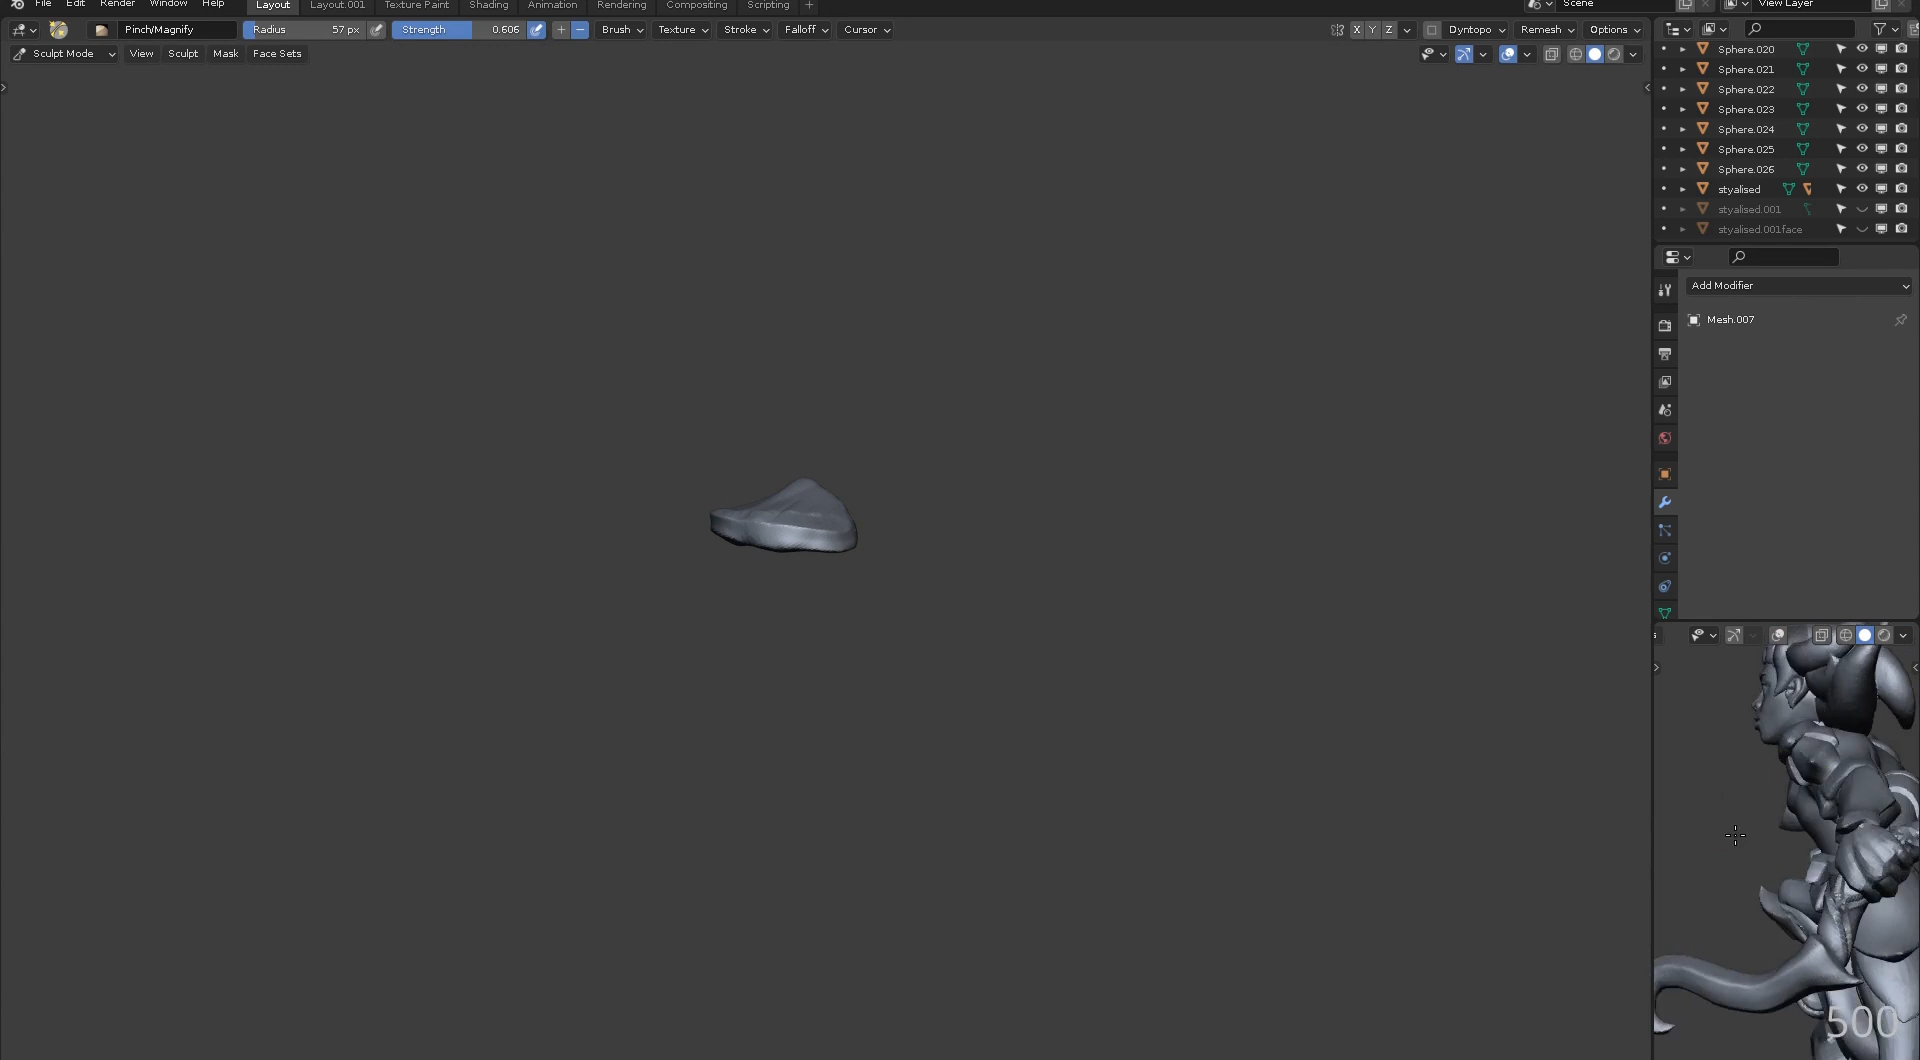 File Edit Render Window Help Layout Layout.001 Texture Paint Shading Animation Rendering Compositing Scripting + Scene View Layer
Pinch/Magnify Radius 57 px Strength 0.606 + − Brush Texture Stroke Falloff Cursor X Y Z Dyntopo Remesh Options
Sculpt Mode View Sculpt Mask Face Sets
Sphere.020
Sphere.021
Sphere.022
Sphere.023
Sphere.024
Sphere.025
Sphere.026
styalised
styalised.001
styalised.001face
Add Modifier
Mesh.007
500